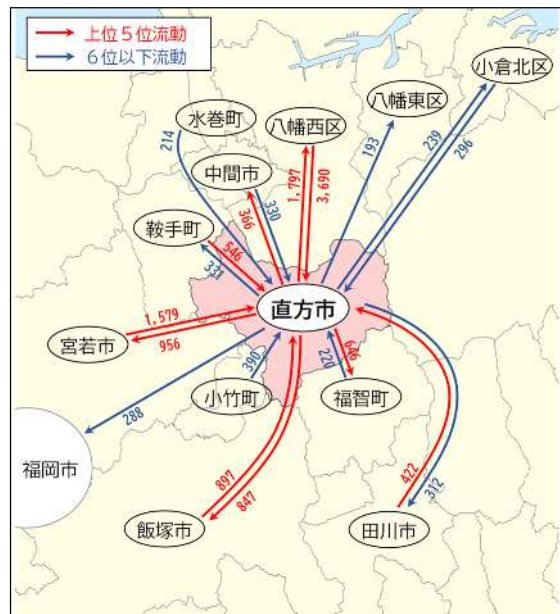 上位5位流動
6位以下流動
小倉北区
八幡東区
水巻町
八幡西区
214
193
239
296
中間市
1,797
3,690
330
366
鞍手町
546
331
直方市
1,579
宮若市
956
646
390
220
小竹町
福智町
288
福岡市
897
422
847
312
飯塚市
田川市